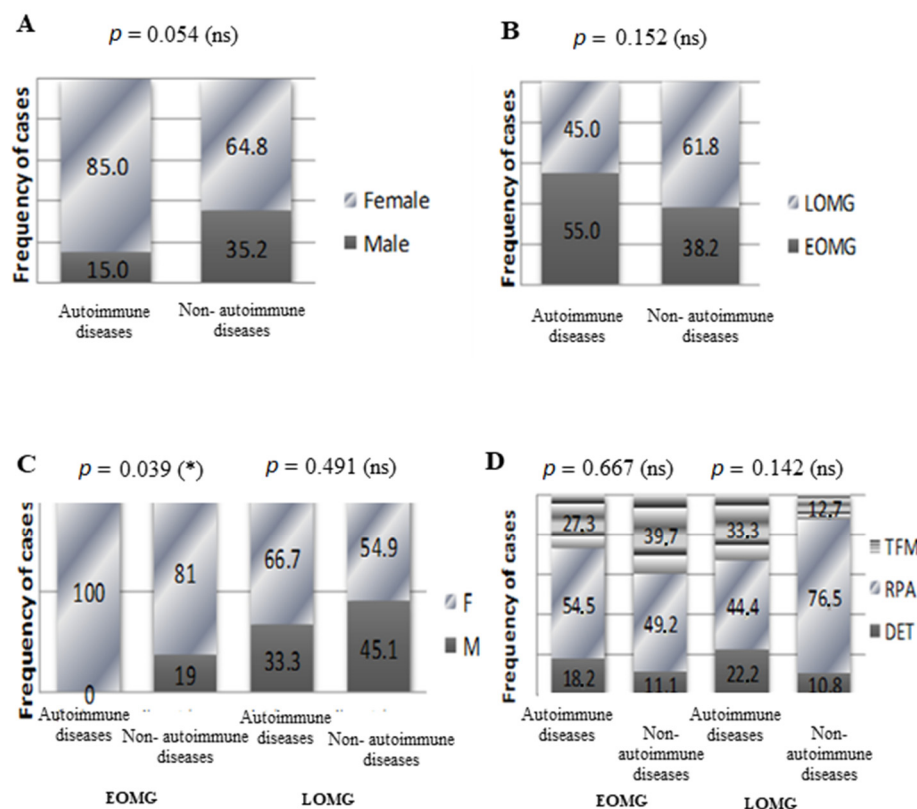 A
p = 0.054 (ns)
Frequency of cases
85.0
64.8
15.0
35.2
Female
Male
Autoimmune
diseases
Non- autoimmune
diseases
B
p = 0.152 (ns)
Frequency of cases
45.0
61.8
55.0
38.2
LOMG
EOMG
Autoimmune
diseases
Non- autoimmune
diseases
C
p = 0.039 (*)
p = 0.491 (ns)
Frequency of cases
100
81
66.7
54.9
0
19
33.3
45.1
F
M
Autoimmune
diseases
Non- autoimmune
diseases
Autoimmune
diseases
Non- autoimmune
diseases
EOMG
LOMG
D
p = 0.667 (ns)
p = 0.142 (ns)
Frequency of cases
27.3
39.7
33.3
12.7
54.5
49.2
44.4
76.5
18.2
11.1
22.2
10.8
TFM
RPA
DET
Autoimmune
diseases
Non-
autoimmune
diseases
Autoimmune
diseases
Non-
autoimmune
diseases
EOMG
LOMG